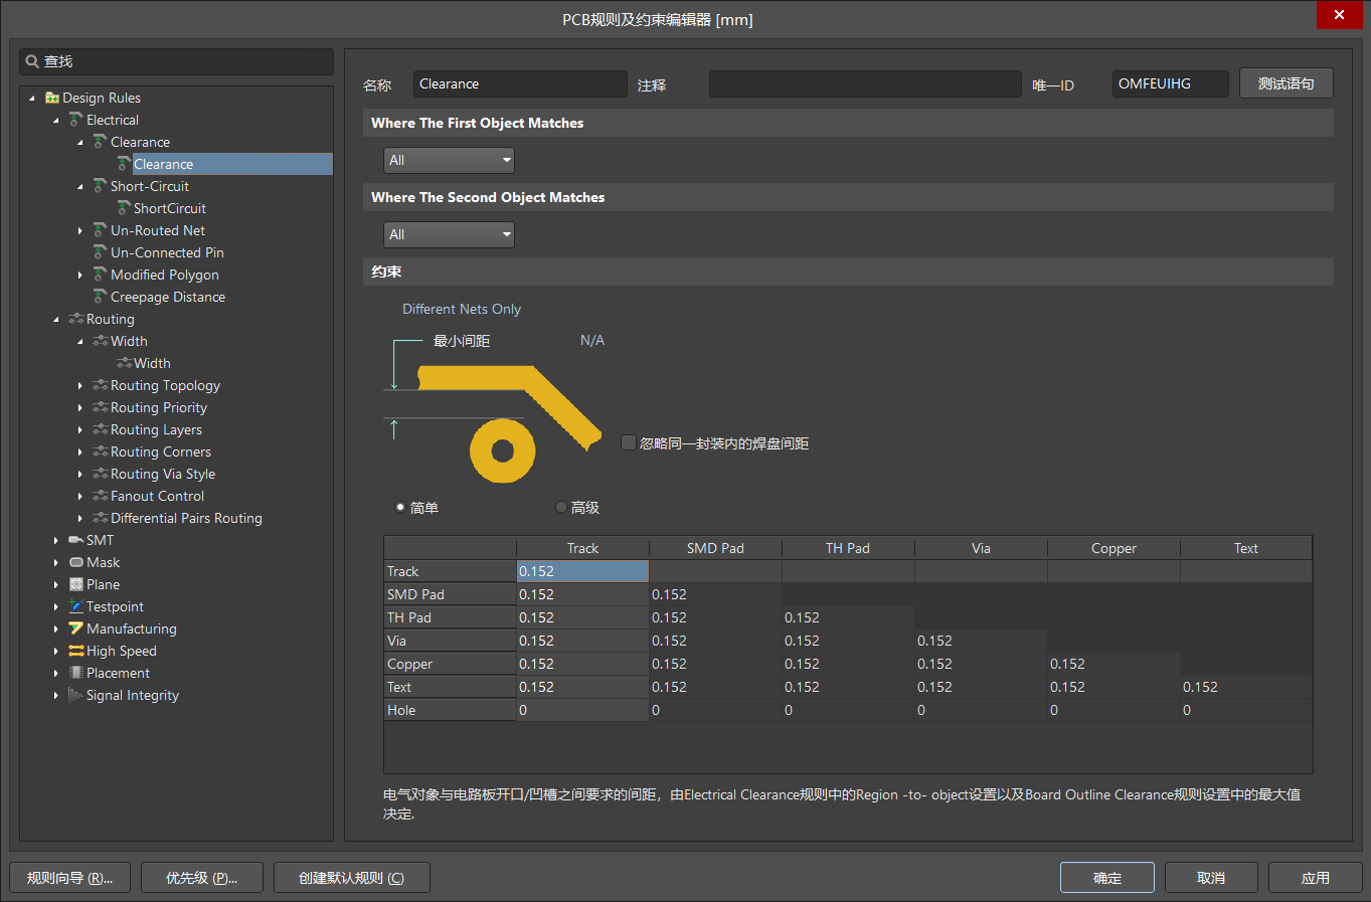 PCB规则及约束编辑器 [mm]
查找
Design Rules
Electrical
Clearance
Clearance
Short-Circuit
ShortCircuit
Un-Routed Net
Un-Connected Pin
Modified Polygon
Creepage Distance
Routing
Width
Width
Routing Topology
Routing Priority
Routing Layers
Routing Corners
Routing Via Style
Fanout Control
Differential Pairs Routing
SMT
Mask
Plane
Testpoint
Manufacturing
High Speed
Placement
Signal Integrity
名称 Clearance 注释 唯一ID OMFEUIHG 测试语句
Where The First Object Matches
All
Where The Second Object Matches
All
约束
Different Nets Only
最小间距 N/A
忽略同一封装内的焊盘间距
简单 高级
Track SMD Pad TH Pad Via Copper Text
Track 0.152
SMD Pad 0.152 0.152
TH Pad 0.152 0.152 0.152
Via 0.152 0.152 0.152 0.152
Copper 0.152 0.152 0.152 0.152 0.152
Text 0.152 0.152 0.152 0.152 0.152 0.152
Hole 0 0 0 0 0 0
电气对象与电路板开口/凹槽之间要求的间距，由Electrical Clearance规则中的Region -to- object设置以及Board Outline Clearance规则设置中的最大值
决定.
规则向导 (R)... 优先级 (P)... 创建默认规则 (C) 确定 取消 应用